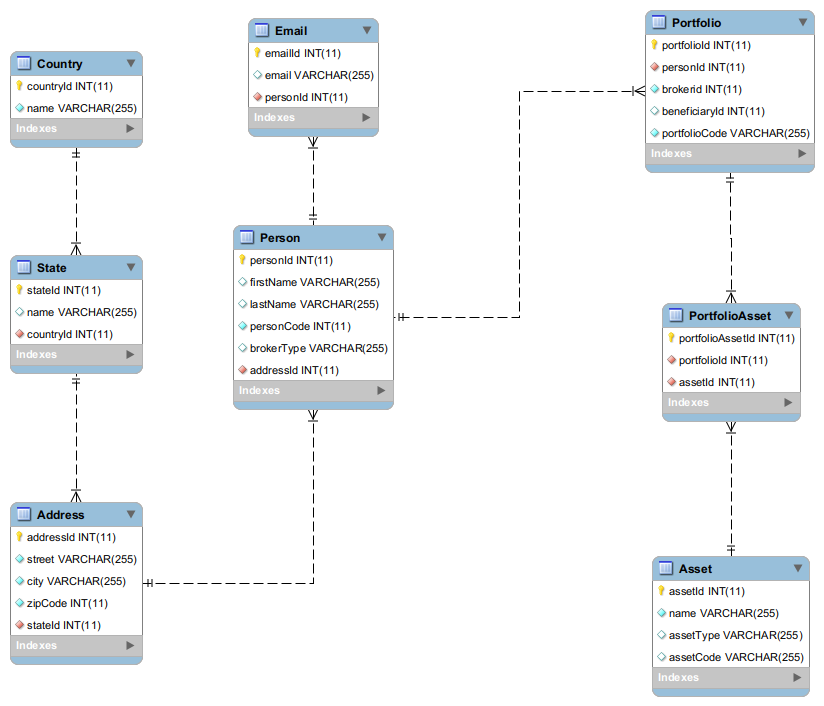 Country
countryId INT(11)
name VARCHAR(255)
Indexes
State
stateId INT(11)
name VARCHAR(255)
countryId INT(11)
Indexes
Address
addressId INT(11)
street VARCHAR(255)
city VARCHAR(255)
zipCode INT(11)
stateId INT(11)
Indexes
Email
emailId INT(11)
email VARCHAR(255)
personId INT(11)
Indexes
Person
personId INT(11)
firstName VARCHAR(255)
lastName VARCHAR(255)
personCode INT(11)
brokerType VARCHAR(255)
addressId INT(11)
Indexes
Portfolio
portfolioId INT(11)
personId INT(11)
brokerid INT(11)
beneficiaryId INT(11)
portfolioCode VARCHAR(255)
Indexes
PortfolioAsset
portfolioAssetId INT(11)
portfolioId INT(11)
assetId INT(11)
Indexes
Asset
assetId INT(11)
name VARCHAR(255)
assetType VARCHAR(255)
assetCode VARCHAR(255)
Indexes